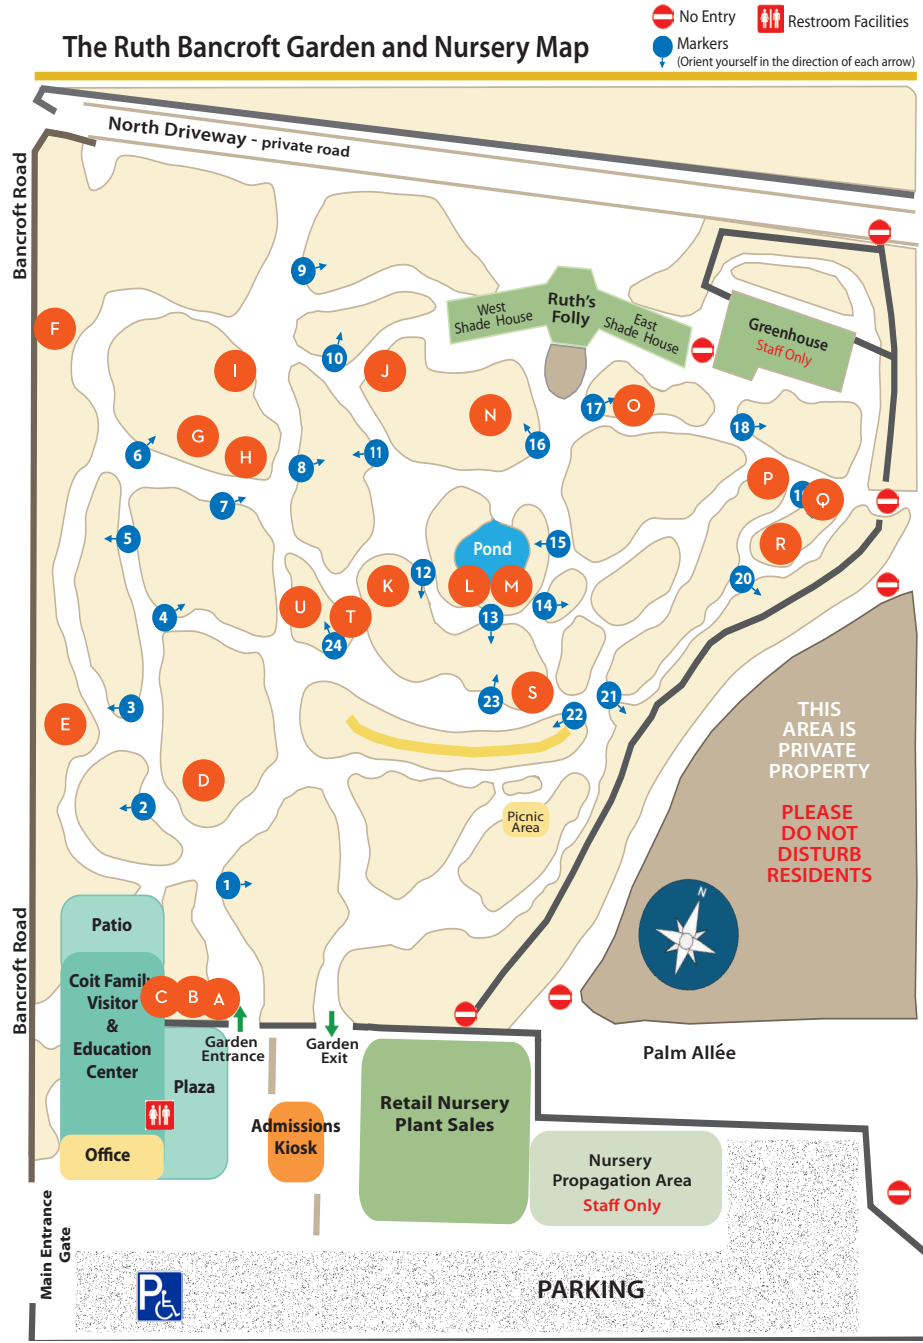 No Entry
Restroom Facilities
The Ruth Bancroft Garden and Nursery Map
Markers
(Orient yourself in the direction of each arrow)
North Driveway - private road
Bancroft Road
9
F
West
Shade House
Ruth's
Folly
East
Shade House
Greenhouse
Staff Only
10
I
J
N
17
O
18
G
H
6
8
11
16
7
P
Q
5
Pond
15
R
12
K
L
M
20
4
U
T
24
13
14
3
E
23
S
22
21
THIS
AREA IS
PRIVATE
PROPERTY
PLEASE
DO NOT
DISTURB
RESIDENTS
D
2
Picnic
Area
1
N
Bancroft Road
Patio
Coit Family
Visitor
&
Education
Center
C
B
A
Garden
Entrance
Garden
Exit
Palm Allée
Plaza
Office
Admissions
Kiosk
Retail Nursery
Plant Sales
Nursery
Propagation Area
Staff Only
Main Entrance
Gate
P
PARKING